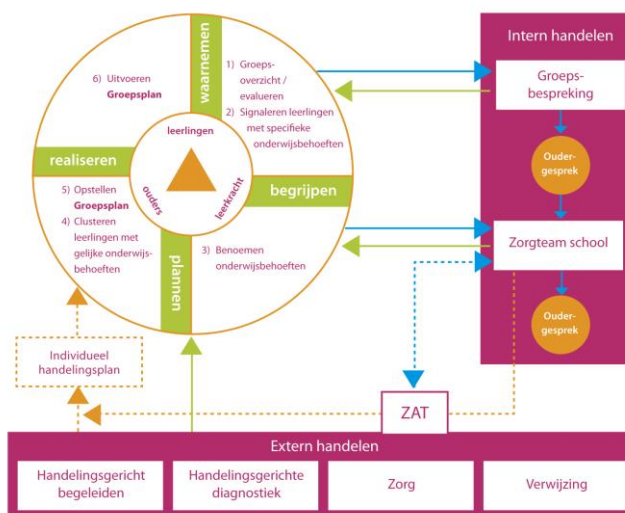 waarnemen
1) Groeps-
overzicht /
evalueren
2) Signaleren leerlingen
met specifieke
onderwijsbehoeften
begrijpen
3) Benoemen
onderwijsbehoeften
plannen
realiseren
5) Opstellen
Groepsplan
4) Clusteren
leerlingen met
gelijke onderwijs-
behoeften
6) Uitvoeren
Groepsplan
leerlingen
ouders
leerkracht
Intern handelen
Groeps-
bespreking
Ouder-
gesprek
Zorgteam school
Ouder-
gesprek
Individueel
handelingsplan
ZAT
Extern handelen
Handelingsgericht
begeleiden
Handelingsgerichte
diagnostiek
Zorg
Verwijzing